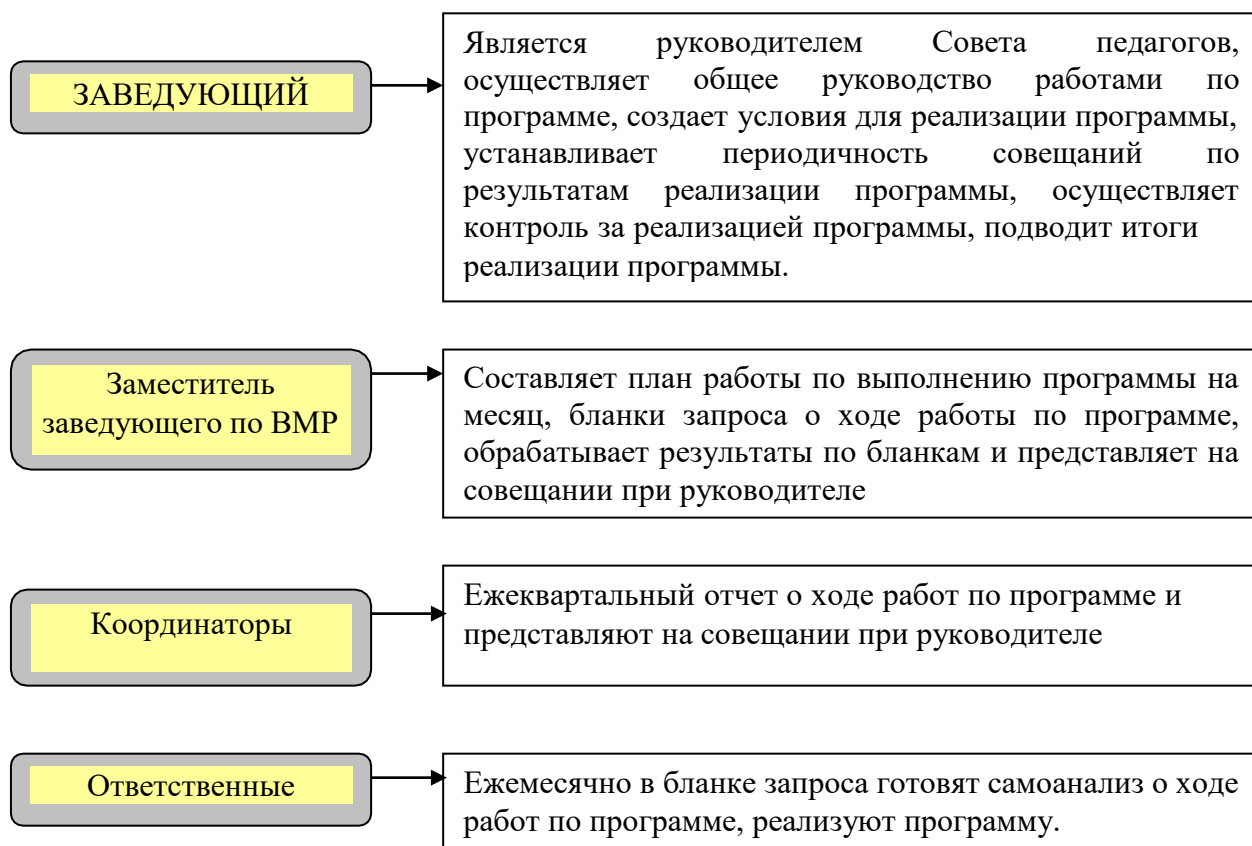 ЗАВЕДУЮЩИЙ
Является руководителем Совета педагогов,
осуществляет общее руководство работами по
программе, создает условия для реализации программы,
устанавливает периодичность совещаний по
результатам реализации программы, осуществляет
контроль за реализацией программы, подводит итоги
реализации программы.
Заместитель
заведующего по ВМР
Составляет план работы по выполнению программы на
месяц, бланки запроса о ходе работы по программе,
обрабатывает результаты по бланкам и представляет на
совещании при руководителе
Координаторы
Ежеквартальный отчет о ходе работ по программе и
представляют на совещании при руководителе
Ответственные
Ежемесячно в бланке запроса готовят самоанализ о ходе
работ по программе, реализуют программу.